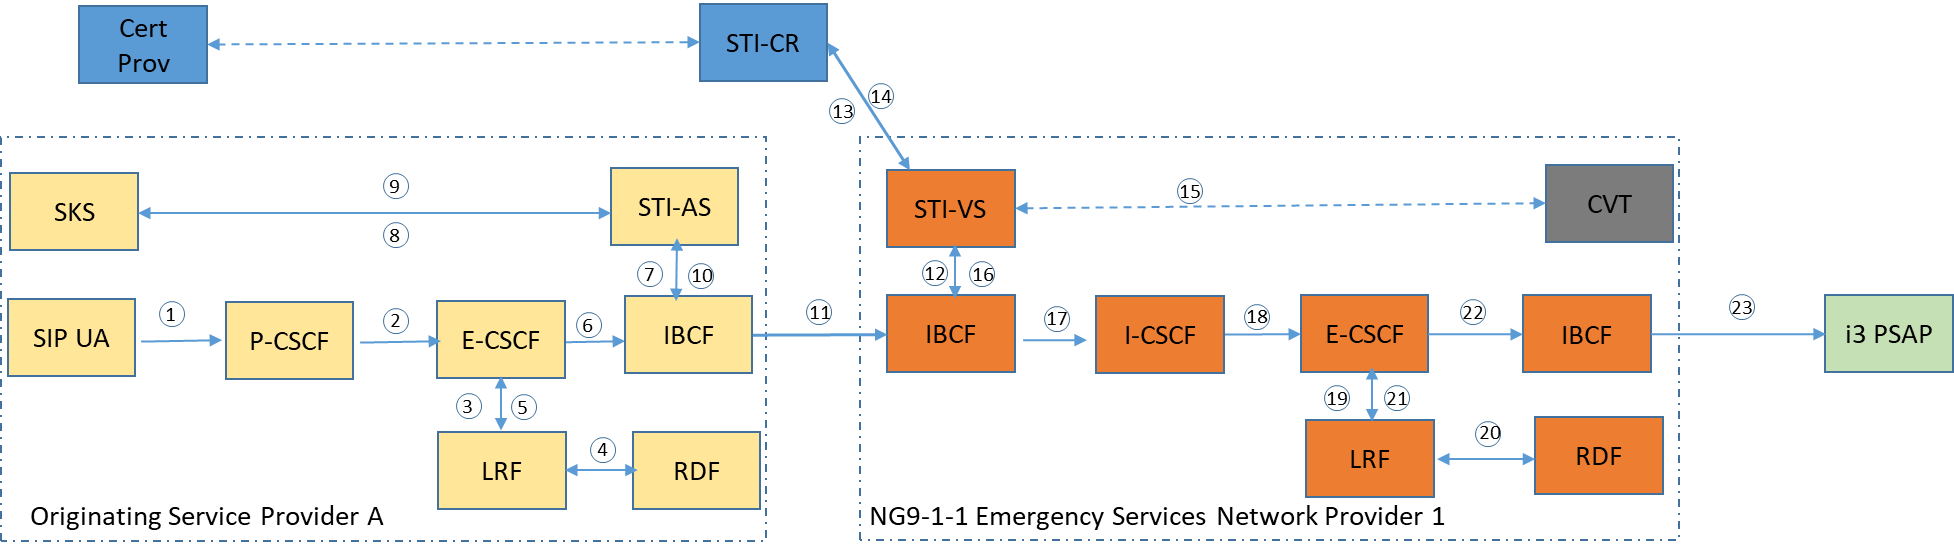 Cert
Prov
STI-CR
13
14
SKS
9
8
STI-AS
STI-VS
15
CVT
7
10
12
16
SIP UA
1
P-CSCF
2
E-CSCF
6
IBCF
11
IBCF
17
I-CSCF
18
E-CSCF
22
IBCF
23
i3 PSAP
3
5
19
21
LRF
4
RDF
LRF
20
RDF
Originating Service Provider A
NG9-1-1 Emergency Services Network Provider 1